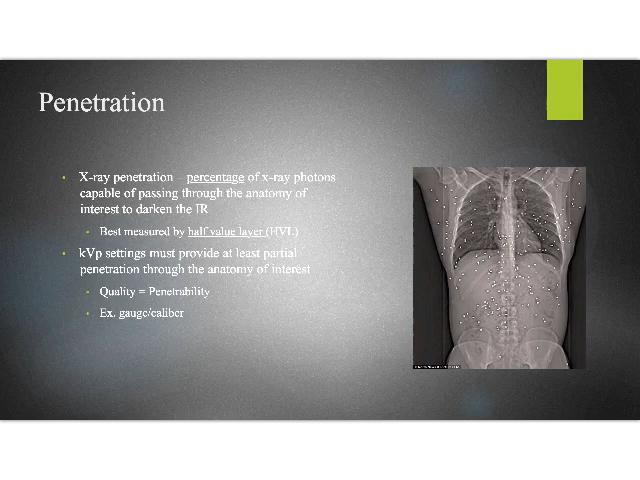 Penetration
• X-ray penetration – percentage of x-ray photons
capable of passing through the anatomy of
interest to darken the IR
• Best measured by half value layer (HVL)
• kVp settings must provide at least partial
penetration through the anatomy of interest
• Quality = Penetrability
• Ex. gauge/caliber